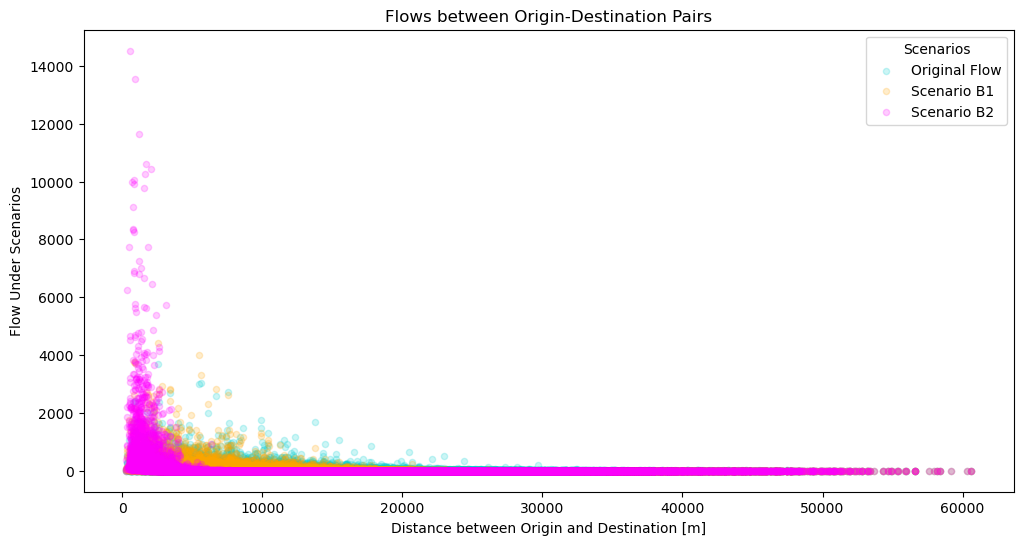 Flows between Origin-Destination Pairs
Scenarios
Original Flow
Scenario B1
Scenario B2
Flow Under Scenarios
14000
12000
10000
8000
6000
4000
2000
0
0
10000
20000
30000
40000
50000
60000
Distance between Origin and Destination [m]